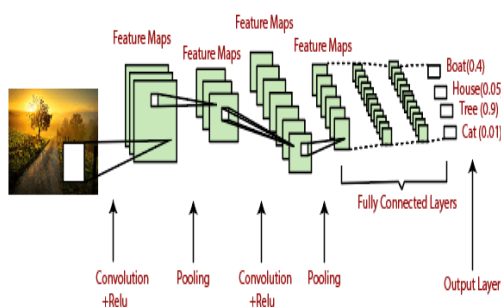 Feature Maps
Feature Maps
Feature Maps
Feature Maps
Boat(0.4)
House(0.05
Tree(0.9)
Cat(0.01)
Fully Connected Layers
Convolution
+Relu
Pooling
Convolution
+Relu
Pooling
Output Layer